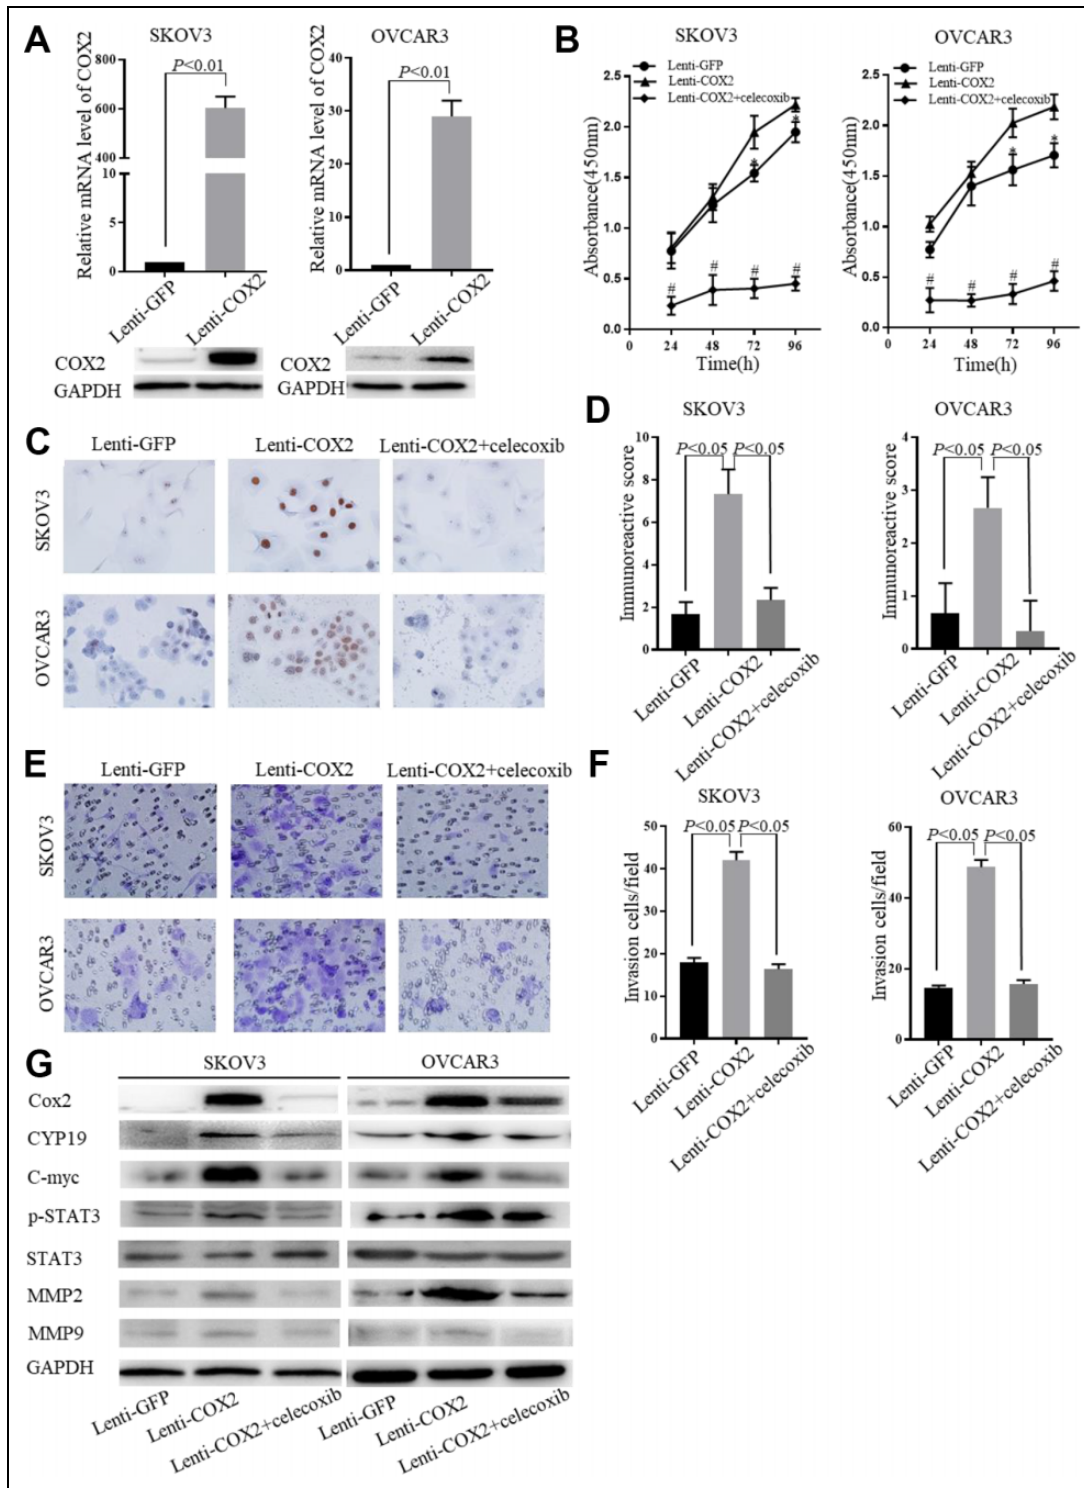 A
SKOV3
OVCAR3
Relative mRNA level of COX2
800
600
400
10
5
0
P<0.01
Lenti-GFP
Lenti-COX2
Relative mRNA level of COX2
40
30
20
10
0
P<0.01
Lenti-GFP
Lenti-COX2
COX2
GAPDH
COX2
GAPDH
B
SKOV3
Lenti-GFP
Lenti-COX2
Lenti-COX2+celecoxib
Absorbance(450nm)
2.5
2.0
1.5
1.0
0.5
0.0
* *
# # # #
0 24 48 72 96
Time(h)
OVCAR3
Lenti-GFP
Lenti-COX2
Lenti-COX2+celecoxib
Absorbance(450nm)
2.5
2.0
1.5
1.0
0.5
0.0
* *
# # # #
0 24 48 72 96
Time(h)
C
Lenti-GFP Lenti-COX2 Lenti-COX2+celecoxib
SKOV3
OVCAR3
D
SKOV3
Immunoreactive score
10
8
6
4
2
0
P<0.05 P<0.05
Lenti-GFP
Lenti-COX2
Lenti-COX2+celecoxib
OVCAR3
Immunoreactive score
4
3
2
1
0
P<0.05 P<0.05
Lenti-GFP
Lenti-COX2
Lenti-COX2+celecoxib
E
Lenti-GFP Lenti-COX2 Lenti-COX2+celecoxib
SKOV3
OVCAR3
F
SKOV3
Invasion cells/field
50
40
30
20
10
0
P<0.05 P<0.05
Lenti-GFP
Lenti-COX2
Lenti-COX2+celecoxib
OVCAR3
Invasion cells/field
60
40
20
0
P<0.05 P<0.05
Lenti-GFP
Lenti-COX2
Lenti-COX2+celecoxib
G
SKOV3 OVCAR3
Cox2
CYP19
C-myc
p-STAT3
STAT3
MMP2
MMP9
GAPDH
Lenti-GFP
Lenti-COX2
Lenti-COX2+celecoxib
Lenti-GFP
Lenti-COX2
Lenti-COX2+celecoxib